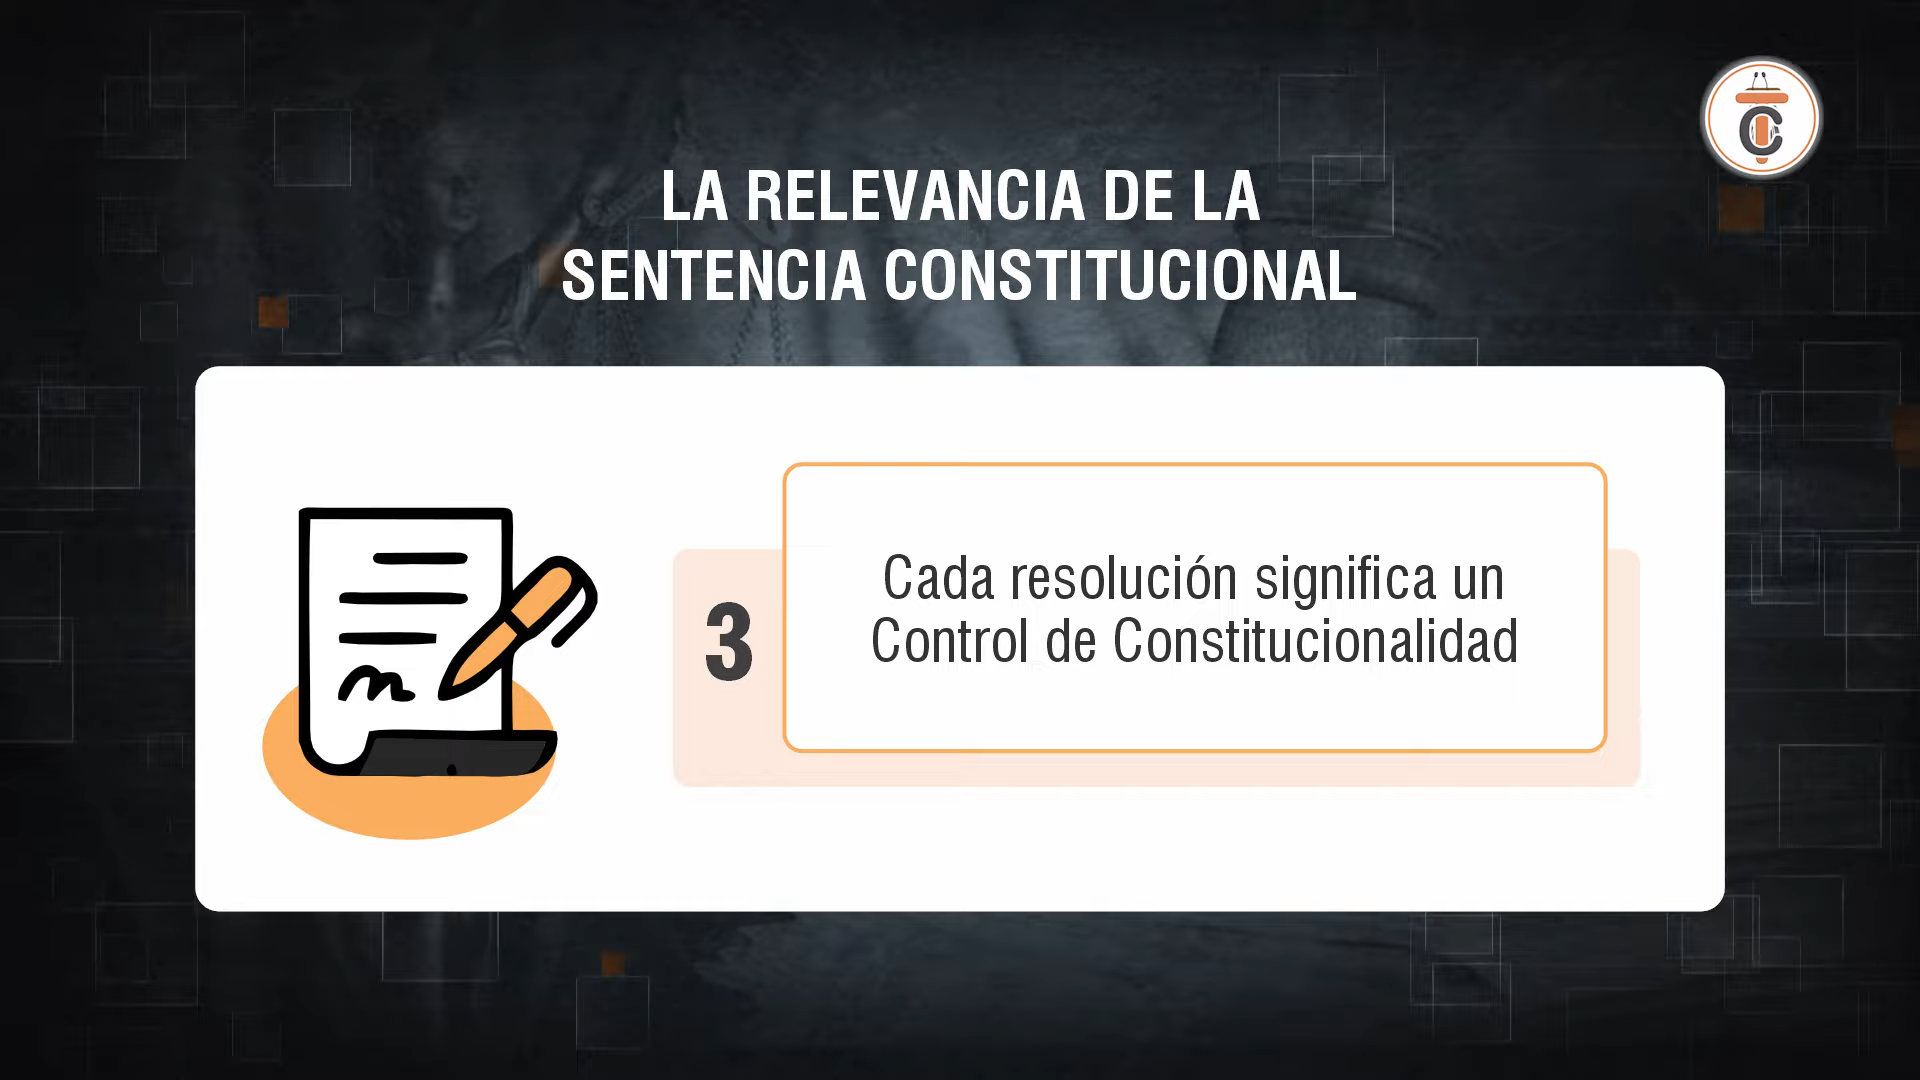 LA RELEVANCIA DE LA
SENTENCIA CONSTITUCIONAL
3
Cada resolución significa un
Control de Constitucionalidad